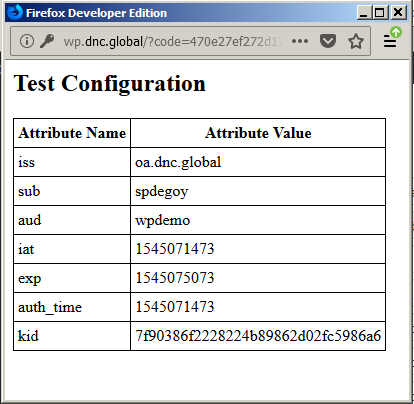 Firefox Developer Edition
wp.dnc.global/?code=470e27ef272d17
Test Configuration
Attribute Name Attribute Value
iss oa.dnc.global
sub spdegoy
aud wpdemo
iat 1545071473
exp 1545075073
auth_time 1545071473
kid 7f90386f2228224b89862d02fc5986a6